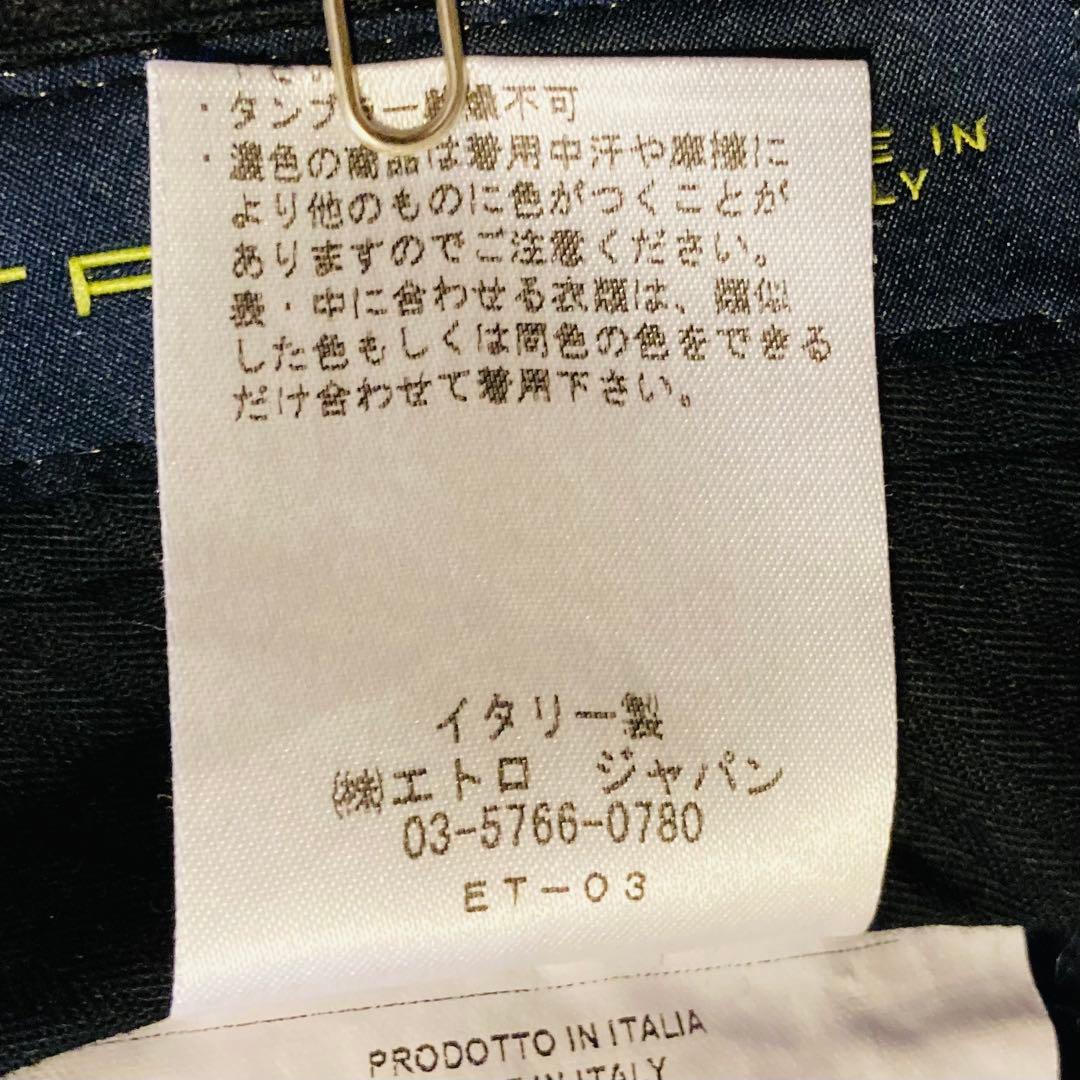 ・タンブラー乾燥不可
・濃色の商品は着用中汗や摩擦に
より他のものに色がつくことが
ありますのでご注意ください。
表・中に合わせる衣類は、類似
した色もしくは同色の色をできる
だけ合わせて着用下さい。
イタリー製
㈱エトロ ジャパン
03-5766-0780
ET-03
IN
LY
PRODOTTO IN ITALIA
IN ITALY